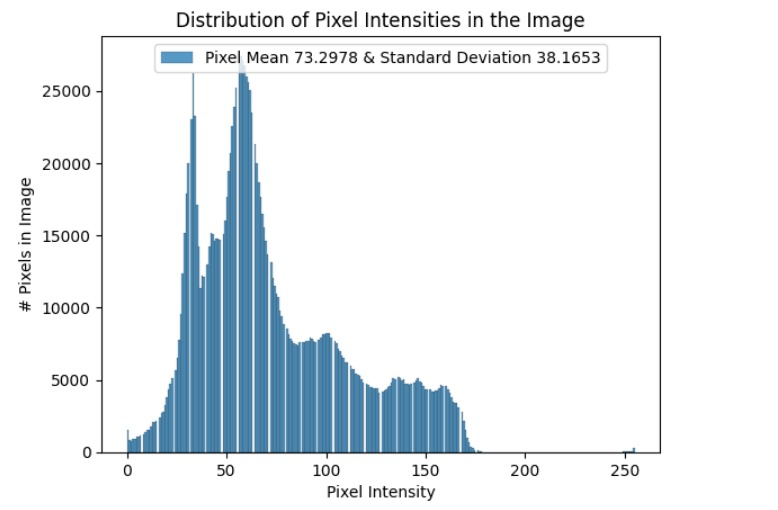 Distribution of Pixel Intensities in the Image
Pixel Mean 73.2978 & Standard Deviation 38.1653
25000
20000
15000
10000
5000
0
# Pixels in Image
0 50 100 150 200 250
Pixel Intensity